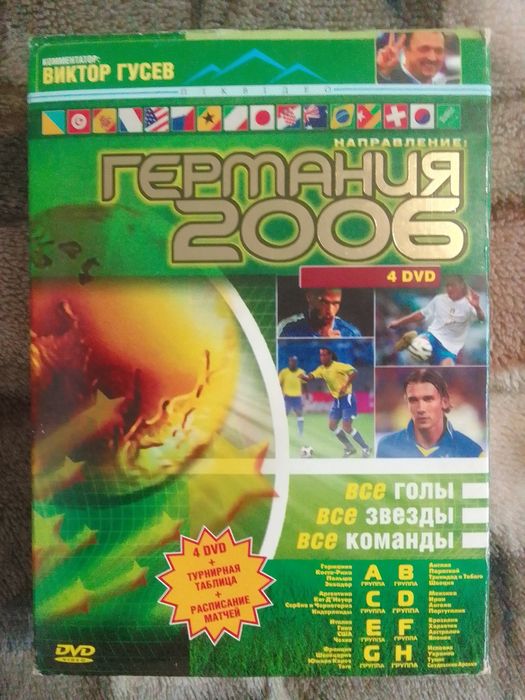 КОММЕНТАТОР:
ВИКТОР ГУСЕВ
ПІКВІДЕО
НАПРАВЛЕНИЕ:
ГЕРМАНИЯ
2006
4 DVD
все ГОЛЫ
все ЗВЕЗДЫ
все КОМАНДЫ
4 DVD
+
ТУРНИРНАЯ
ТАБЛИЦА
+
РАСПИСАНИЕ
МАТЧЕЙ
Германия
Коста-Рика
Польша
Эквадор
A
ГРУППА
B
ГРУППА
Англия
Парагвай
Тринидад и Тобаго
Швеция
Аргентина
Кот Д'Ивуар
Сербия и Черногория
Нидерланды
C
ГРУППА
D
ГРУППА
Мексика
Иран
Ангола
Португалия
Италия
Гана
США
Чехия
E
ГРУППА
F
ГРУППА
Бразилия
Хорватия
Австралия
Япония
Франция
Швейцария
Южная Корея
Того
G
ГРУППА
H
ГРУППА
Испания
Украина
Тунис
Саудовская Аравия
DVD
VIDEO